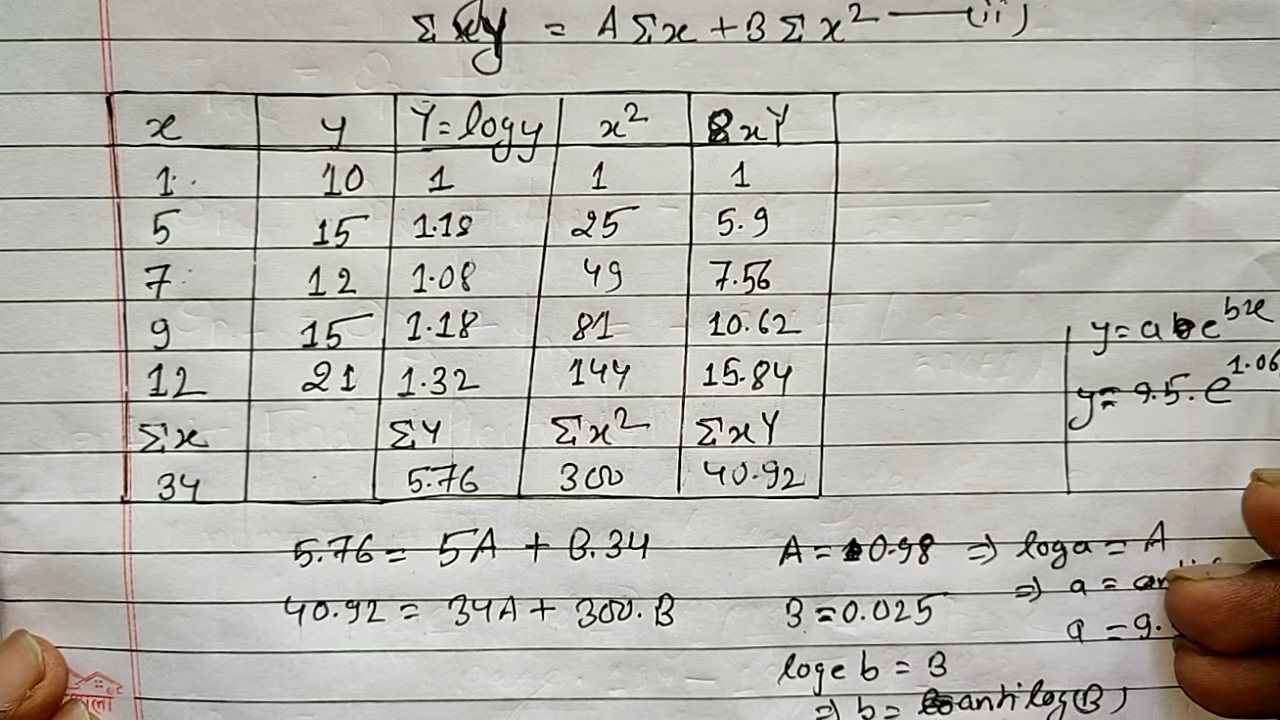 Σxy = AΣx + BΣx² —(ii)
x y Y=logy x² xY
1 10 1 1 1
5 15 1.18 25 5.9
7 12 1.08 49 7.56
9 15 1.18 81 10.62
12 21 1.32 144 15.84
Σx ΣY Σx² ΣxY
34 5.76 300 40.92
y=ae^bx
y=9.5.e^1.06
5.76 = 5A + B.34
40.92 = 34A + 300.B
A = 0.98 ⇒ loga = A
⇒ a =
B = 0.025
a = 9.
loge b = B
⇒ b = antilog(B)